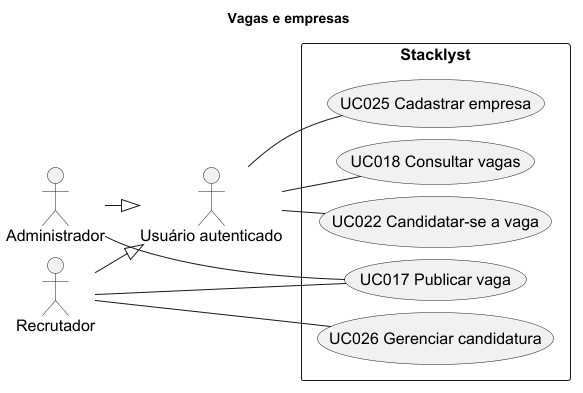 Vagas e empresas
Stacklyst
UC025 Cadastrar empresa
UC018 Consultar vagas
UC022 Candidatar-se a vaga
Administrador
Usuário autenticado
UC017 Publicar vaga
Recrutador
UC026 Gerenciar candidatura